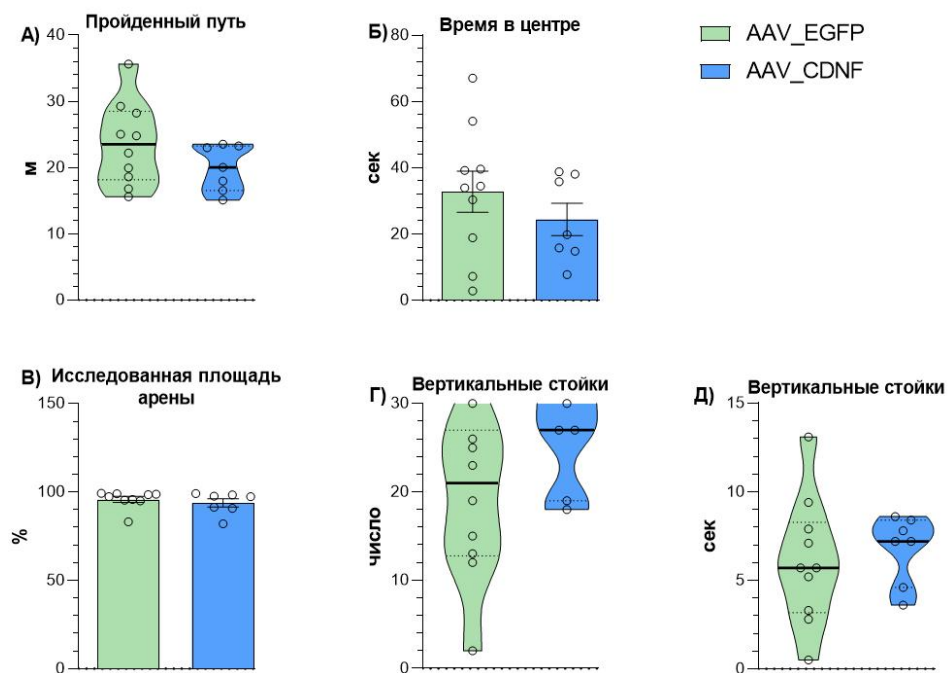 А)
Пройденный путь
40
30
20
10
0
м
Б)
Время в центре
80
60
40
20
0
сек
AAV_EGFP
AAV_CDNF
В)
Исследованная площадь
арены
150
100
50
0
%
Г)
Вертикальные стойки
30
20
10
0
число
Д)
Вертикальные стойки
15
10
5
0
сек